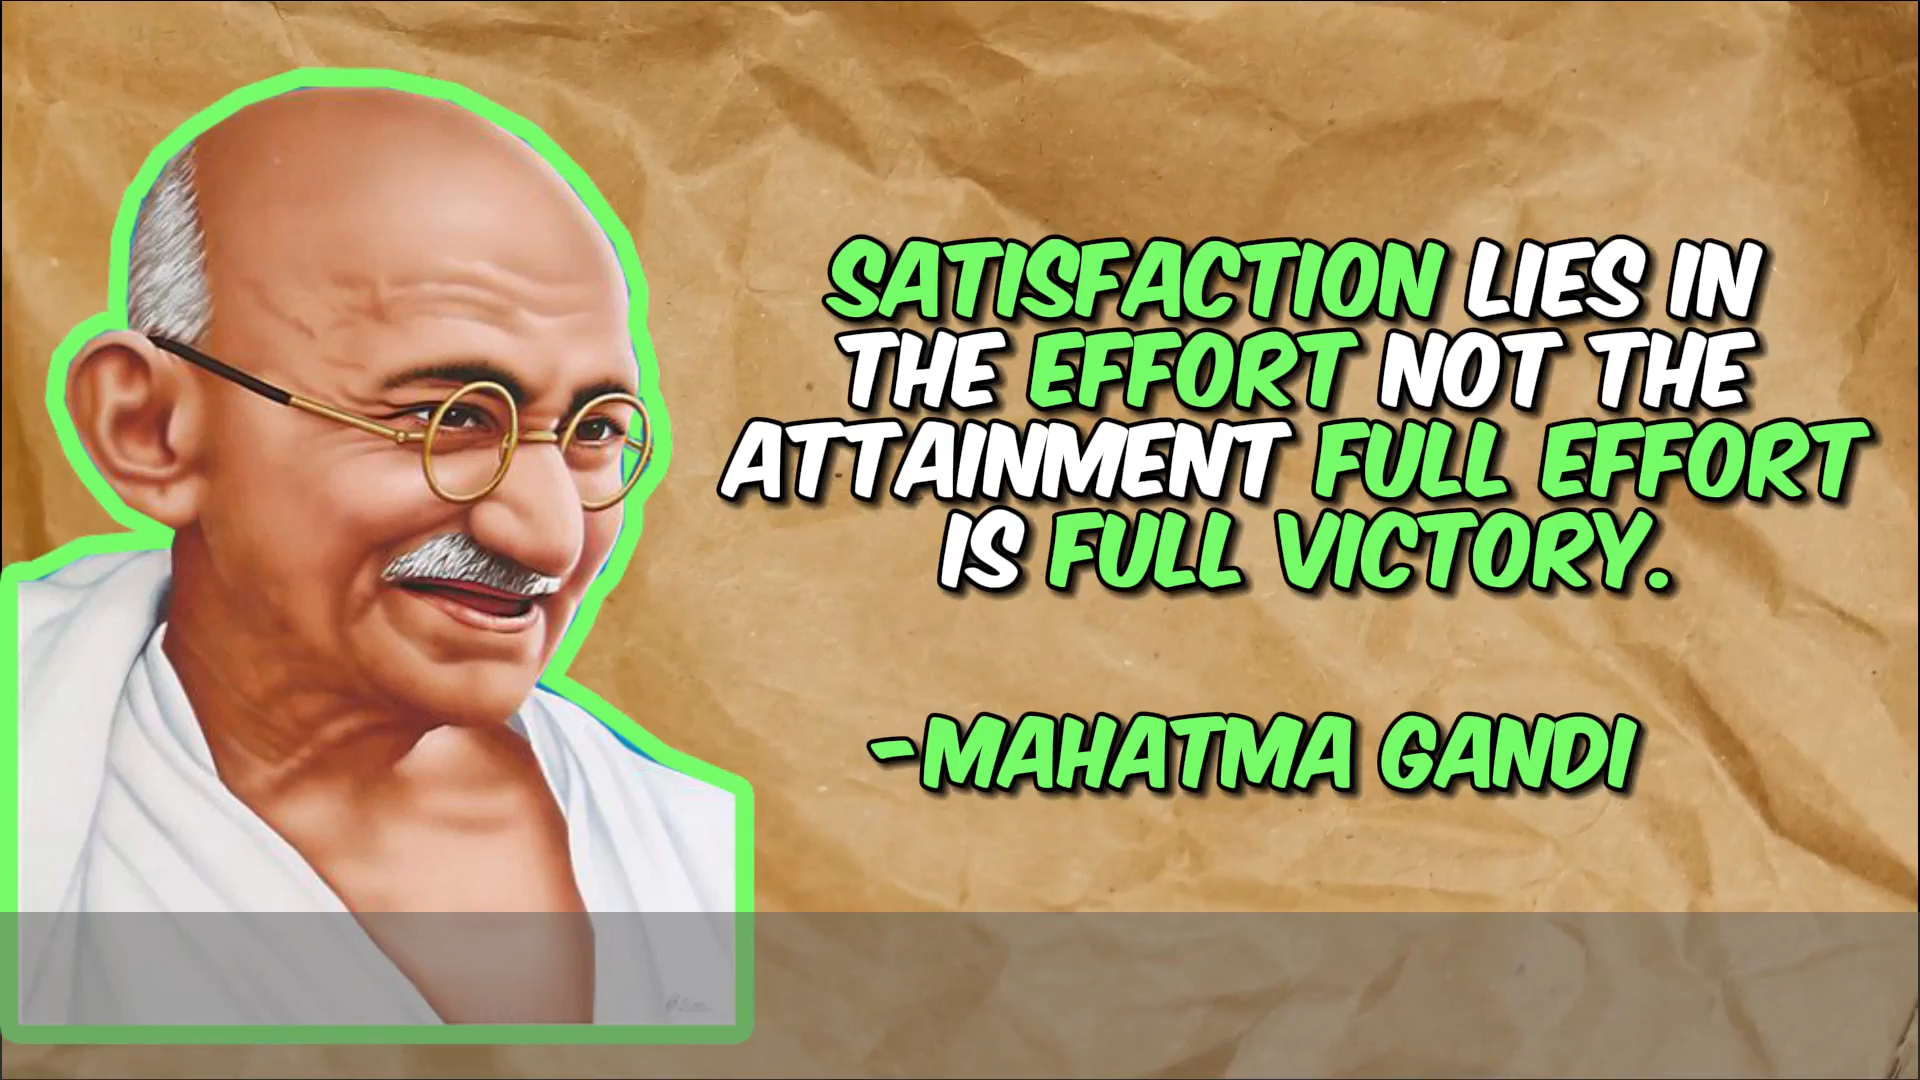 SATISFACTION LIES IN
THE EFFORT NOT THE
ATTAINMENT FULL EFFORT
IS FULL VICTORY.
-MAHATMA GANDI